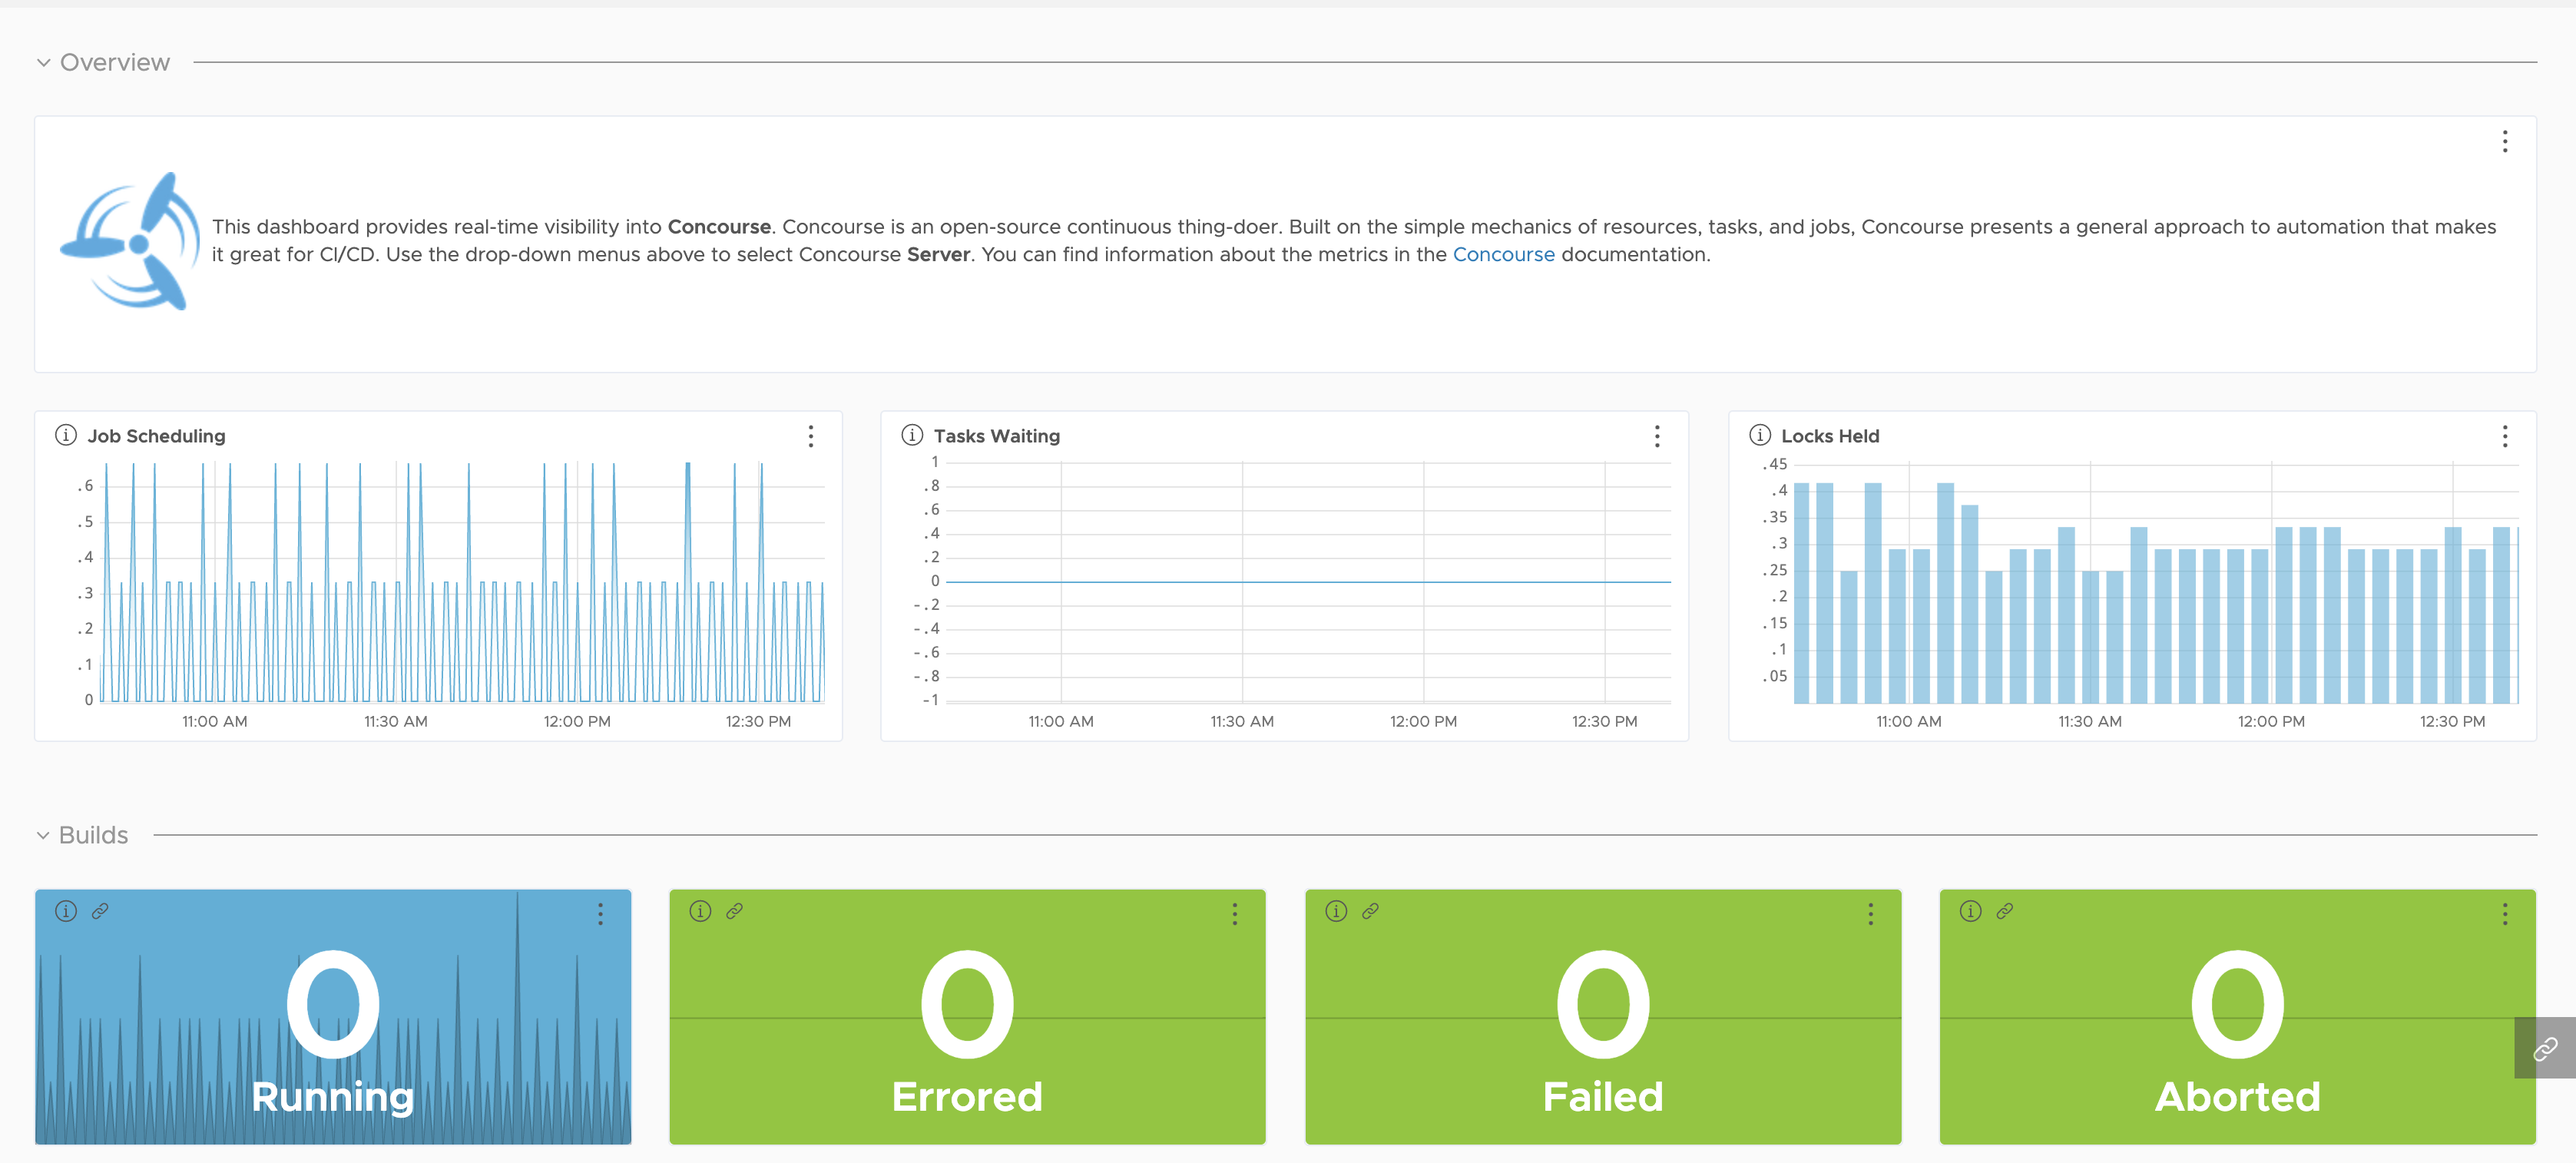 Overview
This dashboard provides real-time visibility into Concourse. Concourse is an open-source continuous thing-doer. Built on the simple mechanics of resources, tasks, and jobs, Concourse presents a general approach to automation that makes
it great for CI/CD. Use the drop-down menus above to select Concourse Server. You can find information about the metrics in the Concourse documentation.
Job Scheduling
.6
.5
.4
.3
.2
.1
0
11:00 AM 11:30 AM 12:00 PM 12:30 PM
Tasks Waiting
1
.8
.6
.4
.2
0
-.2
-.4
-.6
-.8
-1
11:00 AM 11:30 AM 12:00 PM 12:30 PM
Locks Held
.45
.4
.35
.3
.25
.2
.15
.1
.05
11:00 AM 11:30 AM 12:00 PM 12:30 PM
Builds
0
Running
0
Errored
0
Failed
0
Aborted